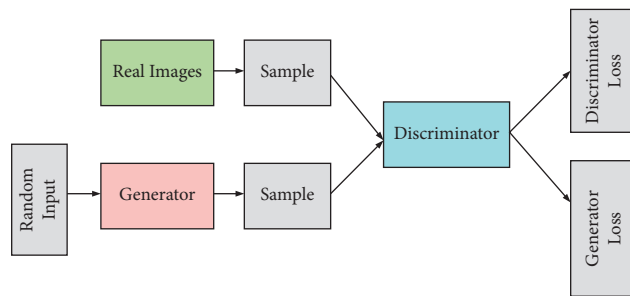 Real Images
Sample
Discriminator
Loss
Discriminator
Random
Input
Generator
Sample
Generator
Loss